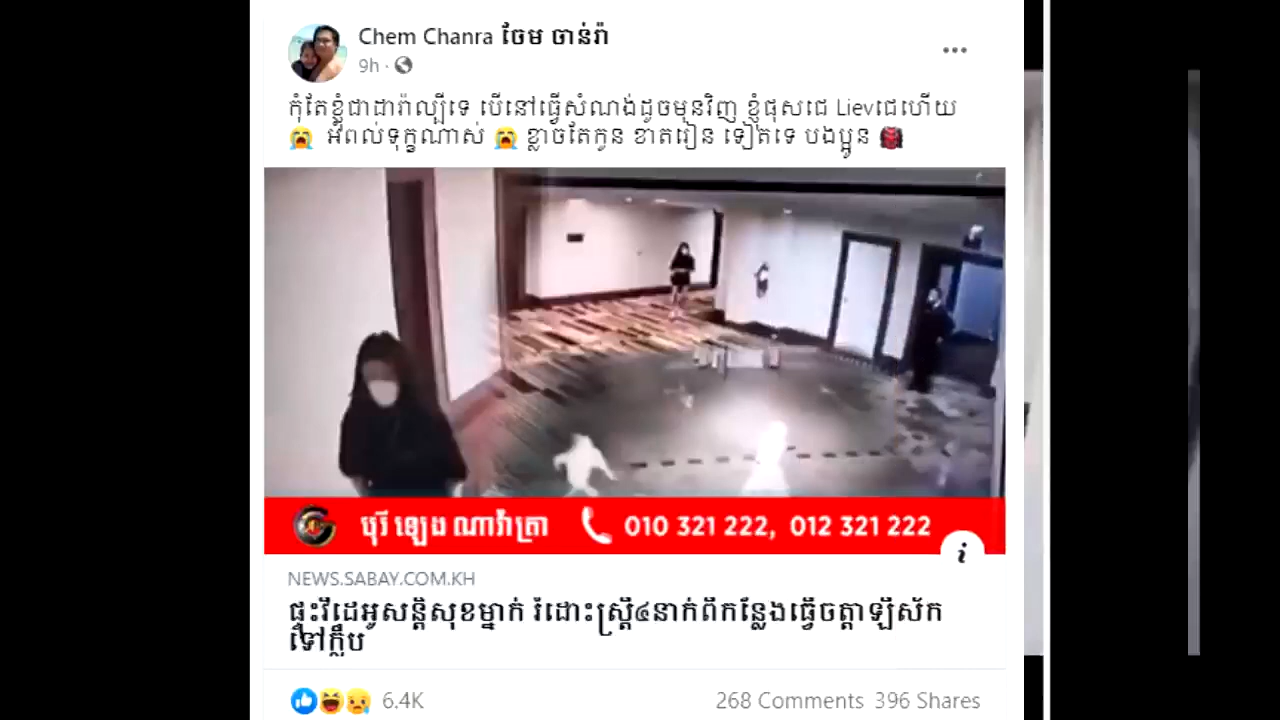 Chem Chanra ចែម ចាន់រ៉ា
9h ·
កុំតែខ្ញុំជាដារ៉ាល្បីទេ បើនៅធ្វើសំណង់ដូចមុនវិញ ខ្ញុំផុសជេ Lievជេហើយ
😭 អំពល់ទុក្ខណាស់ 😭 ខ្លាចតែកូន ខាតរៀន ទៀតទេ បងប្អូន 👹
បុរី ឡេង ណាវ៉ាត្រា 010 321 222, 012 321 222
NEWS.SABAY.COM.KH
ផ្ទុះវីដេអូសន្តិសុខម្នាក់ រំដោះស្ត្រី៤នាក់ពីកន្លែងធ្វើចត្តាឡីស័ក
ទៅក្លឹប
6.4K 268 Comments 396 Shares